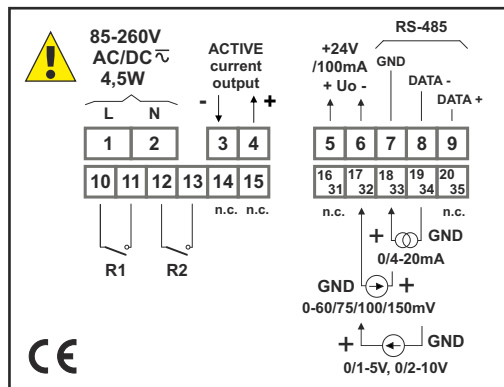 RS-485
85-260V
AC/DC
4,5W
ACTIVE
current
output
+24V
/100mA
+ Uo -
GND
DATA -
DATA +
L N
- +
1 2 3 4 5 6 7 8 9
10 11 12 13 14 15 16 31 17 32 18 33 19 34 20 35
n.c. n.c. n.c. n.c.
R1 R2
+ GND
0/4-20mA
GND +
0-60/75/100/150mV
+ GND
0/1-5V, 0/2-10V
CE